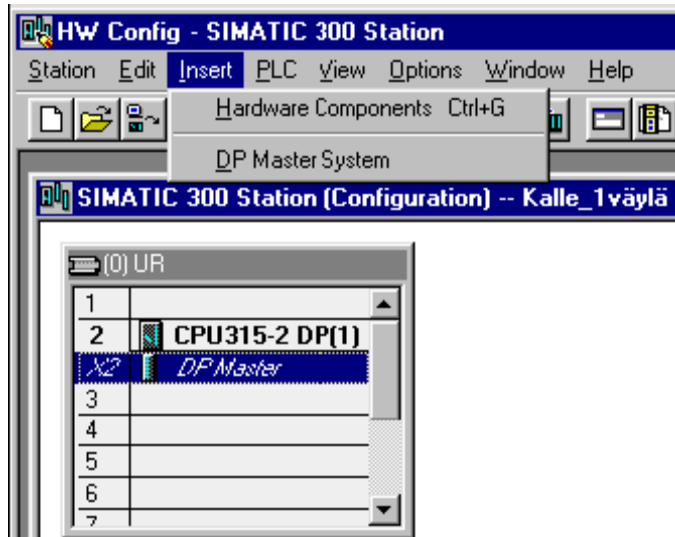 HW Config - SIMATIC 300 Station
Station Edit Insert PLC View Options Window Help
Hardware Components Ctrl+G
DP Master System
SIMATIC 300 Station (Configuration) -- Kalle_1väylä
(0) UR
1
2 CPU315-2 DP(1)
X2 DP Master
3
4
5
6
7